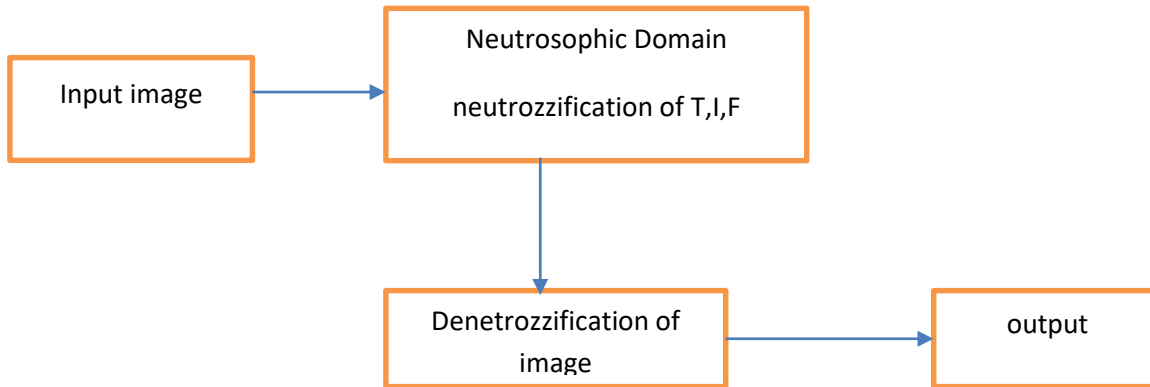 Input image
Neutrosophic Domain
neutrozzification of T,I,F
Denetrozzification of
image
output